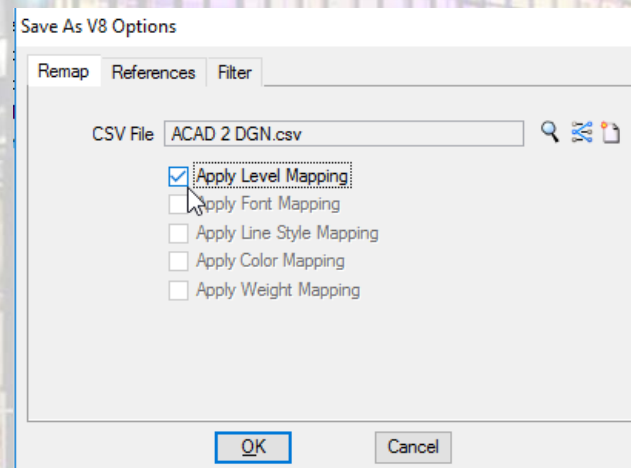 Save As V8 Options
Remap References Filter
CSV File ACAD 2 DGN.csv
Apply Level Mapping
Apply Font Mapping
Apply Line Style Mapping
Apply Color Mapping
Apply Weight Mapping
OK Cancel